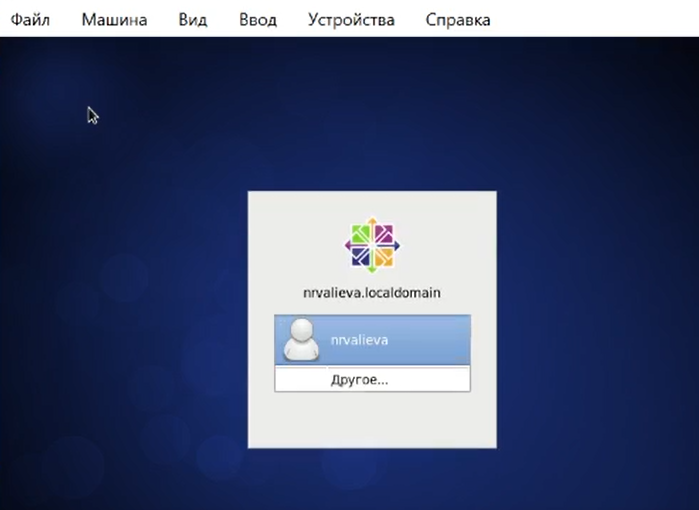 Файл Машина Вид Ввод Устройства Справка
nrvalieva.localdomain
nrvalieva
Другое...